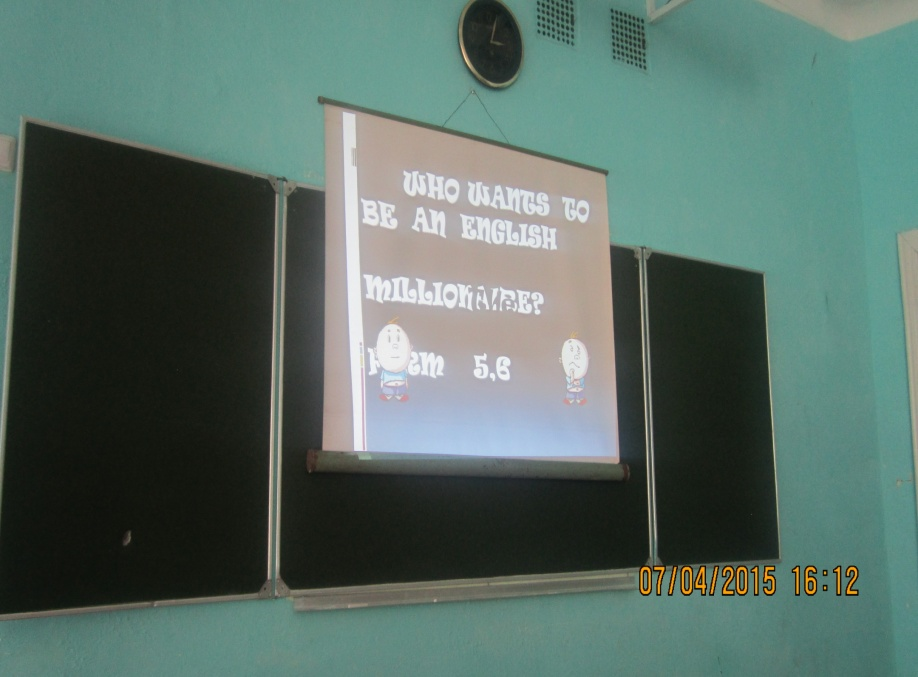 WHO WANTS TO
BE AN ENGLISH
MILLIONAIRE?
5,6
07/04/2015 16:12